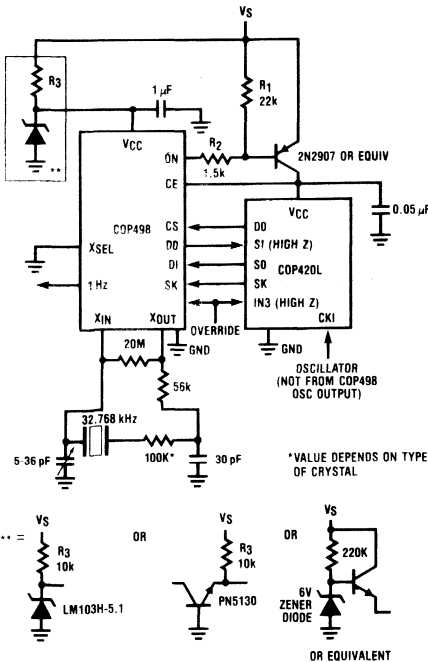 VS
R3
R1
22k
1 μF
**
VCC
ON
R2
1.5k
2N2907 OR EQUIV
CE
VCC
0.05 μF
COP498
CS
DO
XSEL
DO
SI (HIGH Z)
DI
SO
COP420L
1 Hz
SK
SK
IN3 (HIGH Z)
XIN
XOUT
OVERRIDE
CKI
GND
GND
20M
56k
OSCILLATOR
(NOT FROM COP498
OSC OUTPUT)
32.768 kHz
5-36 pF
100K*
30 pF
*VALUE DEPENDS ON TYPE
OF CRYSTAL
** =
VS
R3
10k
LM103H-5.1
OR
VS
R3
10k
PN5130
OR
VS
220K
6V
ZENER
DIODE
OR EQUIVALENT